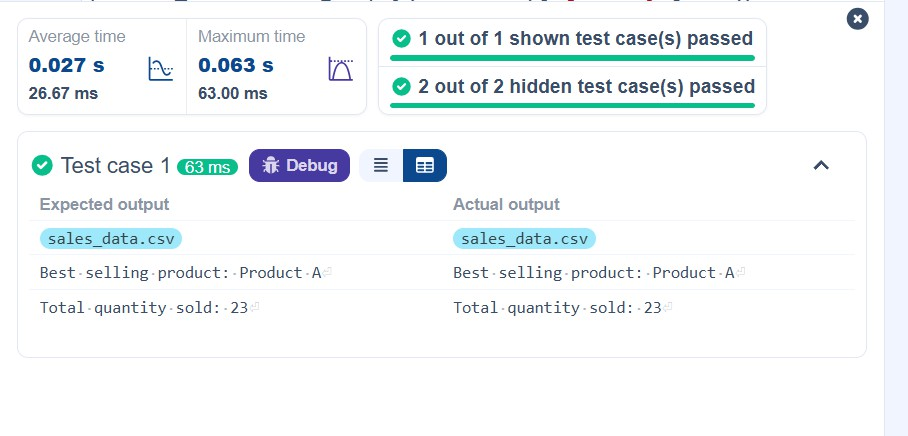 Average time
0.027 s
26.67 ms
Maximum time
0.063 s
63.00 ms
1 out of 1 shown test case(s) passed
2 out of 2 hidden test case(s) passed
Test case 1 63 ms Debug
Expected output Actual output
sales_data.csv sales_data.csv
Best·selling·product:·Product·A⏎ Best·selling·product:·Product·A⏎
Total·quantity·sold:·23⏎ Total·quantity·sold:·23⏎